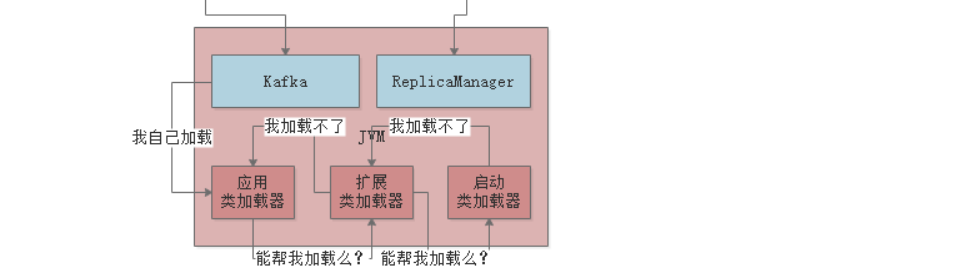 Kafka
ReplicaManager
我加载不了
我加载不了
我自己加载
JVM
应用
类加载器
扩展
类加载器
启动
类加载器
能帮我加载么?
能帮我加载么?